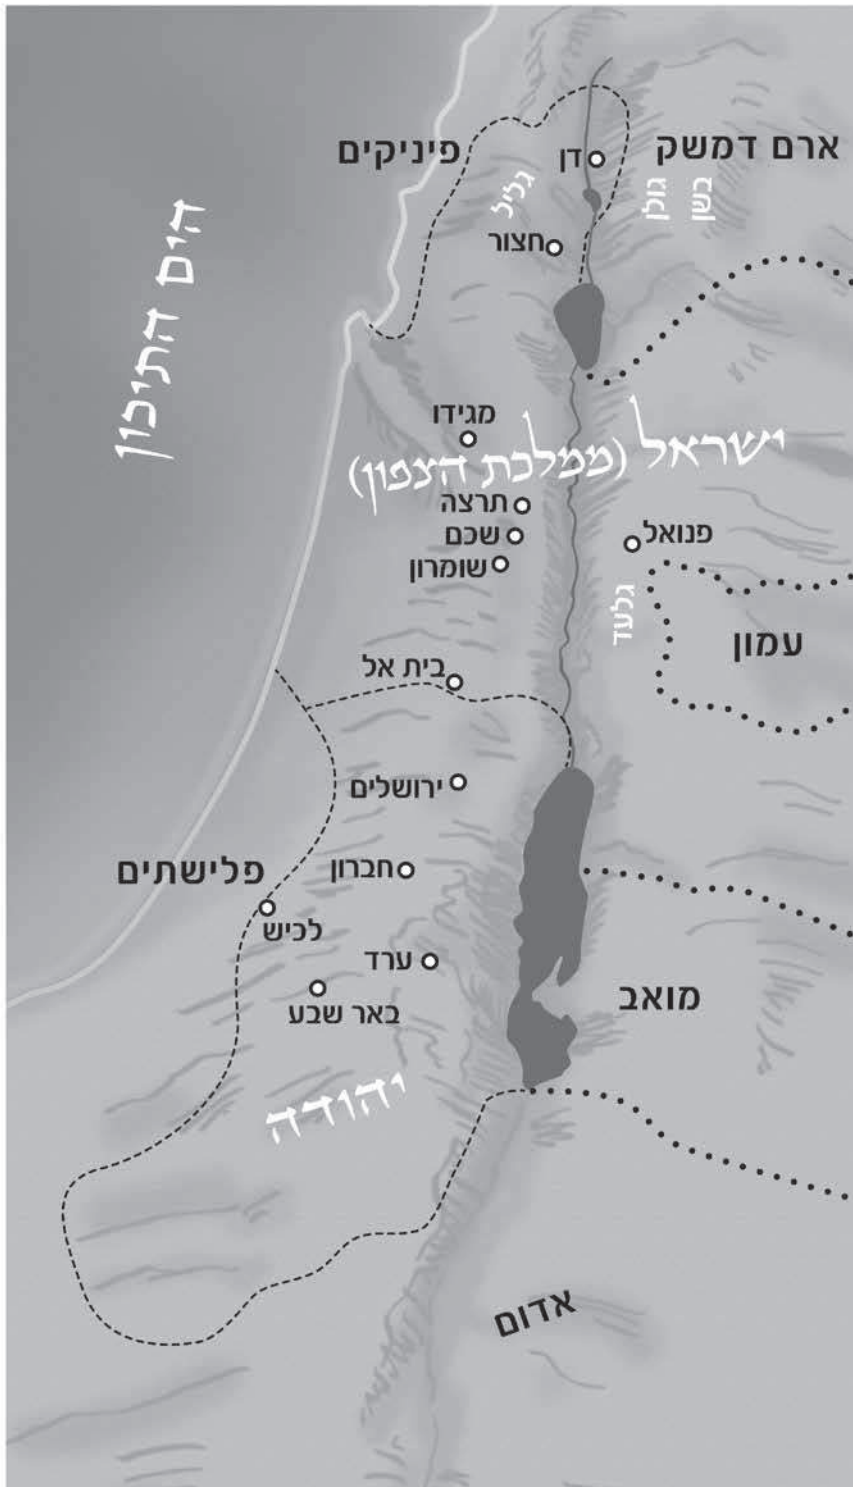 ארם דמשק
פיניקים
דן
גליל
גולן
בשן
הים התיכון
חצור
מגידו
ישראל (ממלכת הצפון)
תרצה
שכם
שומרון
פנואל
גלעד
עמון
בית אל
ירושלים
פלישתים
חברון
לכיש
ערד
באר שבע
מואב
יהודה
אדום